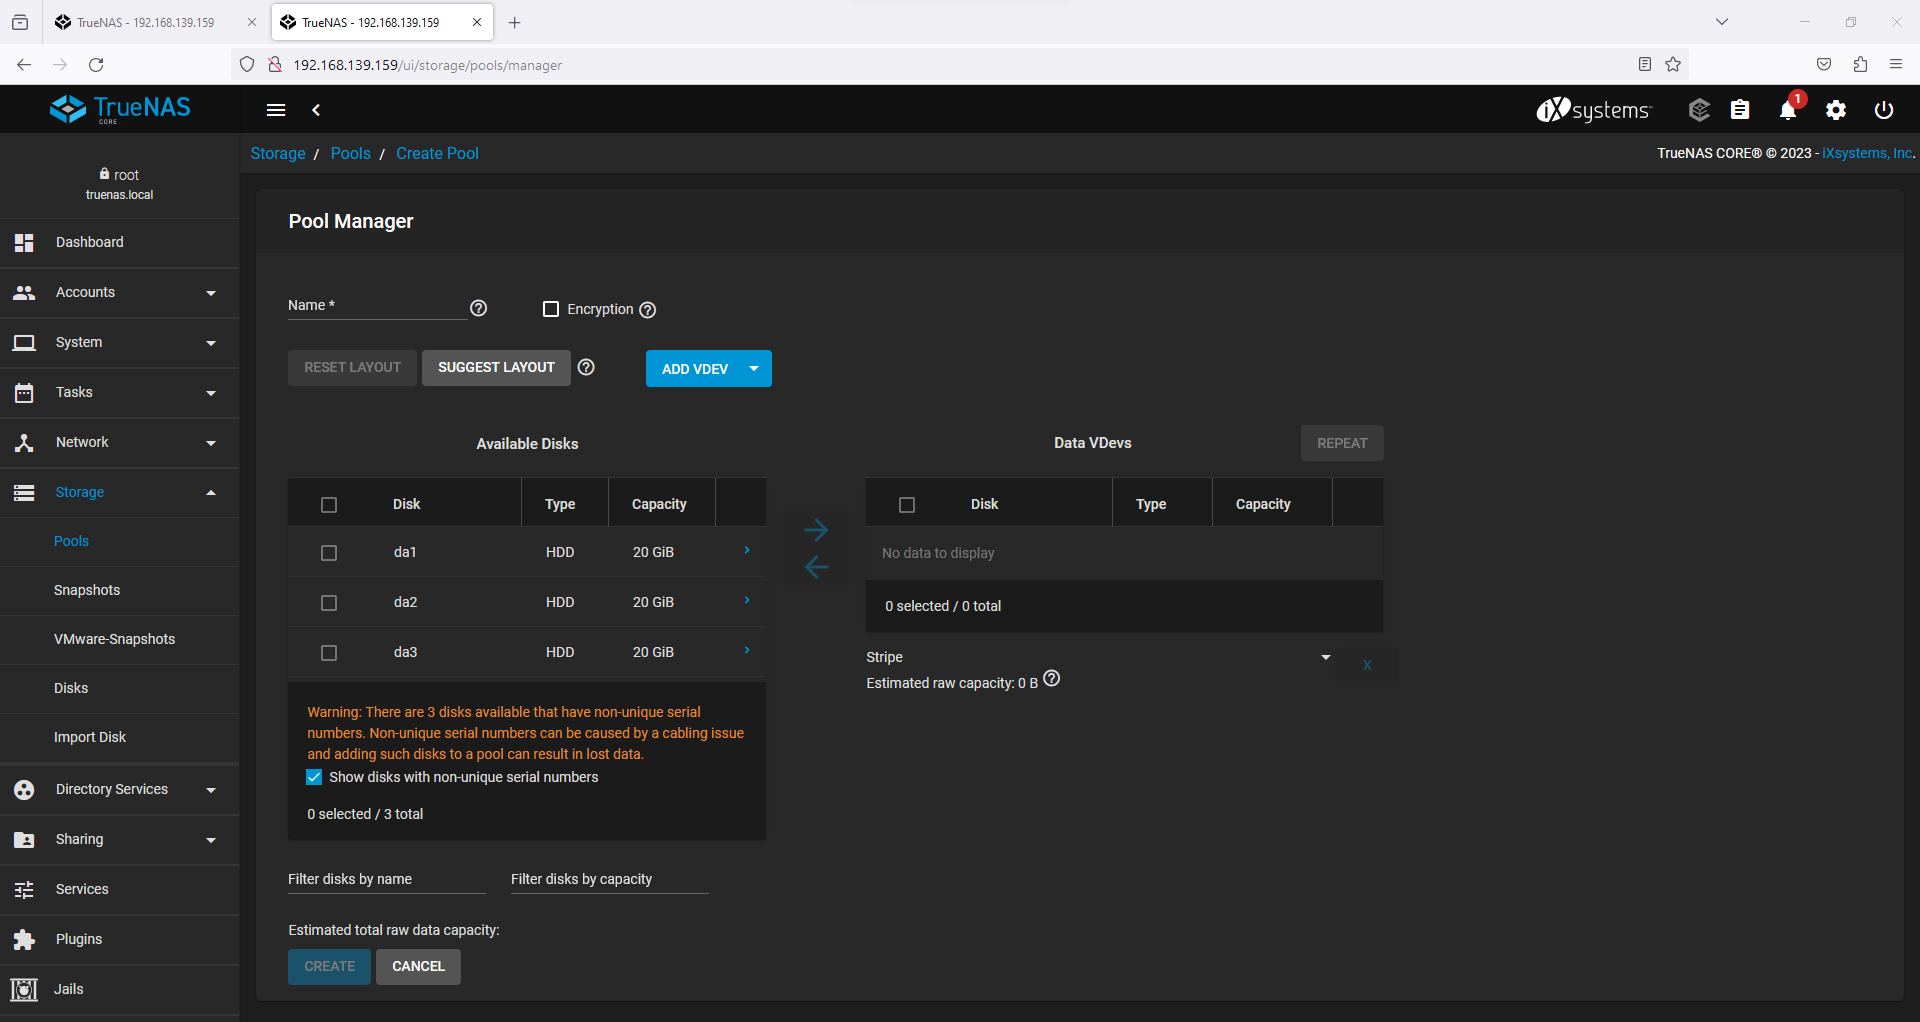 TrueNAS - 192.168.139.159
TrueNAS - 192.168.139.159
192.168.139.159/ui/storage/pools/manager
TrueNAS
CORE
iXsystems
1
Storage / Pools / Create Pool
TrueNAS CORE® © 2023 - iXsystems, Inc.
root
truenas.local
Dashboard
Accounts
System
Tasks
Network
Storage
Pools
Snapshots
VMware-Snapshots
Disks
Import Disk
Directory Services
Sharing
Services
Plugins
Jails
Pool Manager
Name *
Encryption
RESET LAYOUT
SUGGEST LAYOUT
ADD VDEV
Available Disks
Disk Type Capacity
da1 HDD 20 GiB
da2 HDD 20 GiB
da3 HDD 20 GiB
Warning: There are 3 disks available that have non-unique serial
numbers. Non-unique serial numbers can be caused by a cabling issue
and adding such disks to a pool can result in lost data.
Show disks with non-unique serial numbers
0 selected / 3 total
Data VDevs
REPEAT
Disk Type Capacity
No data to display
0 selected / 0 total
Stripe
X
Estimated raw capacity: 0 B
Filter disks by name
Filter disks by capacity
Estimated total raw data capacity:
CREATE
CANCEL